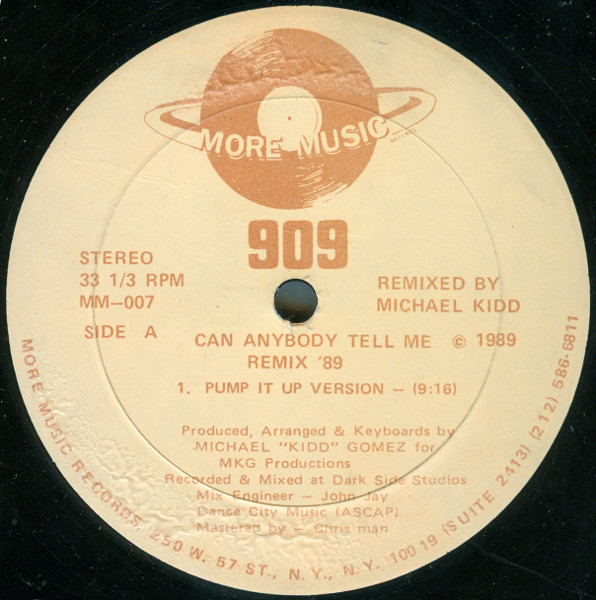 MORE MUSIC
RECORDS
909
STEREO
33 1/3 RPM
MM-007
SIDE A
REMIXED BY
MICHAEL KIDD
CAN ANYBODY TELL ME © 1989
REMIX '89
1. PUMP IT UP VERSION - (9:16)
Produced, Arranged & Keyboards by
MICHAEL "KIDD" GOMEZ for
MKG Productions
Recorded & Mixed at Dark Side Studios
Mix Engineer - John Jay
Dance City Music (ASCAP)
Mastered by - Chris man
MORE MUSIC RECORDS, 250 W. 57 ST., N.Y., N.Y. 10019 (SUITE 2413) (212) 586-6811